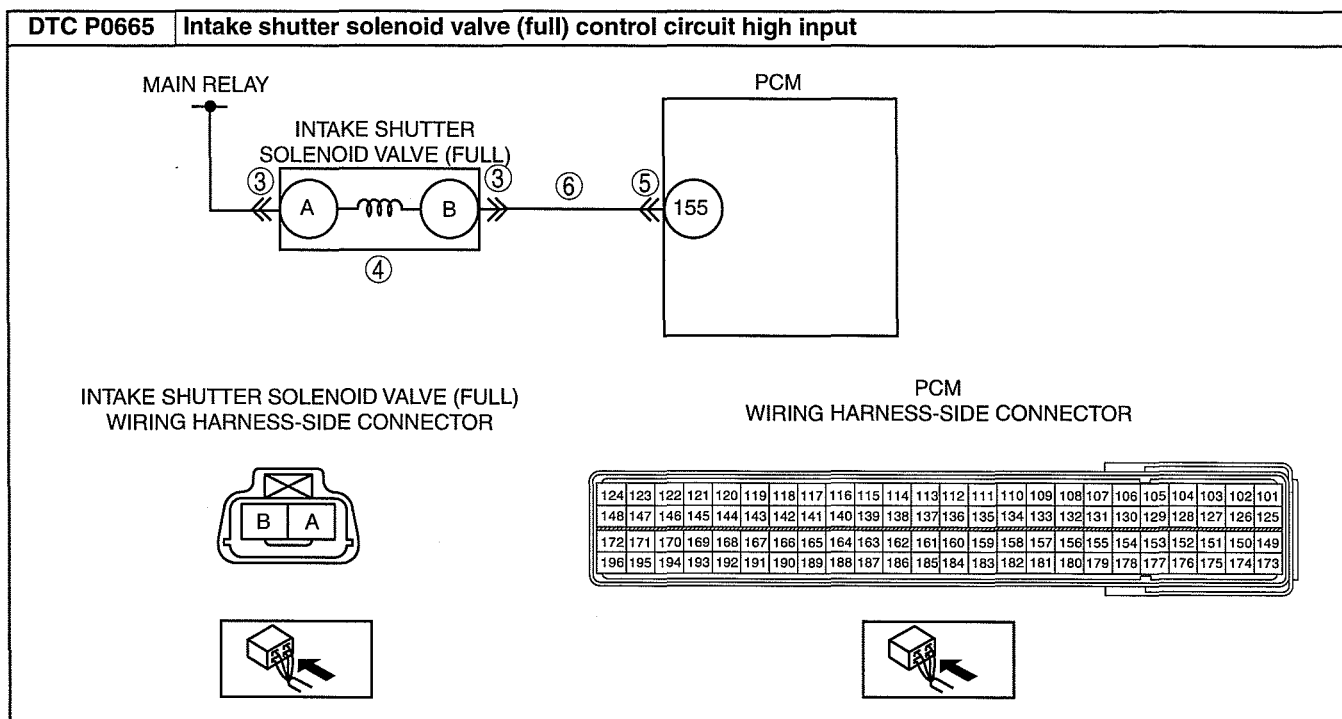 DTC P0665 Intake shutter solenoid valve (full) control circuit high input
MAIN RELAY
PCM
INTAKE SHUTTER
SOLENOID VALVE (FULL)
③ ③ ⑥ ⑤
A B 155
④
INTAKE SHUTTER SOLENOID VALVE (FULL)
WIRING HARNESS-SIDE CONNECTOR
PCM
WIRING HARNESS-SIDE CONNECTOR
B A
124 123 122 121 120 119 118 117 116 115 114 113 112 111 110 109 108 107 106 105 104 103 102 101
148 147 146 145 144 143 142 141 140 139 138 137 136 135 134 133 132 131 130 129 128 127 126 125
172 171 170 169 168 167 166 165 164 163 162 161 160 159 158 157 156 155 154 153 152 151 150 149
196 195 194 193 192 191 190 189 188 187 186 185 184 183 182 181 180 179 178 177 176 175 174 173